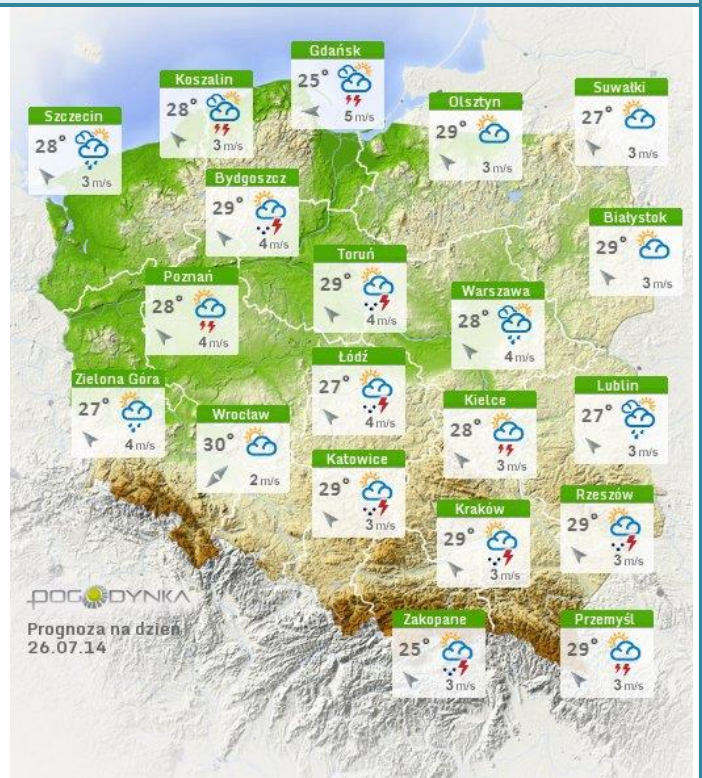 Gdańsk
25°
5 m/s
Koszalin
28°
3 m/s
Suwałki
27°
3 m/s
Olsztyn
29°
3 m/s
Szczecin
28°
3 m/s
Bydgoszcz
29°
4 m/s
Białystok
29°
3 m/s
Toruń
29°
4 m/s
Poznań
28°
4 m/s
Warszawa
28°
4 m/s
Łódź
27°
4 m/s
Zielona Góra
27°
4 m/s
Lublin
27°
3 m/s
Kielce
28°
3 m/s
Wrocław
30°
2 m/s
Katowice
29°
3 m/s
Rzeszów
29°
3 m/s
Kraków
29°
3 m/s
POGODYNKA
Prognoza na dzień
26.07.14
Zakopane
25°
3 m/s
Przemyśl
29°
3 m/s